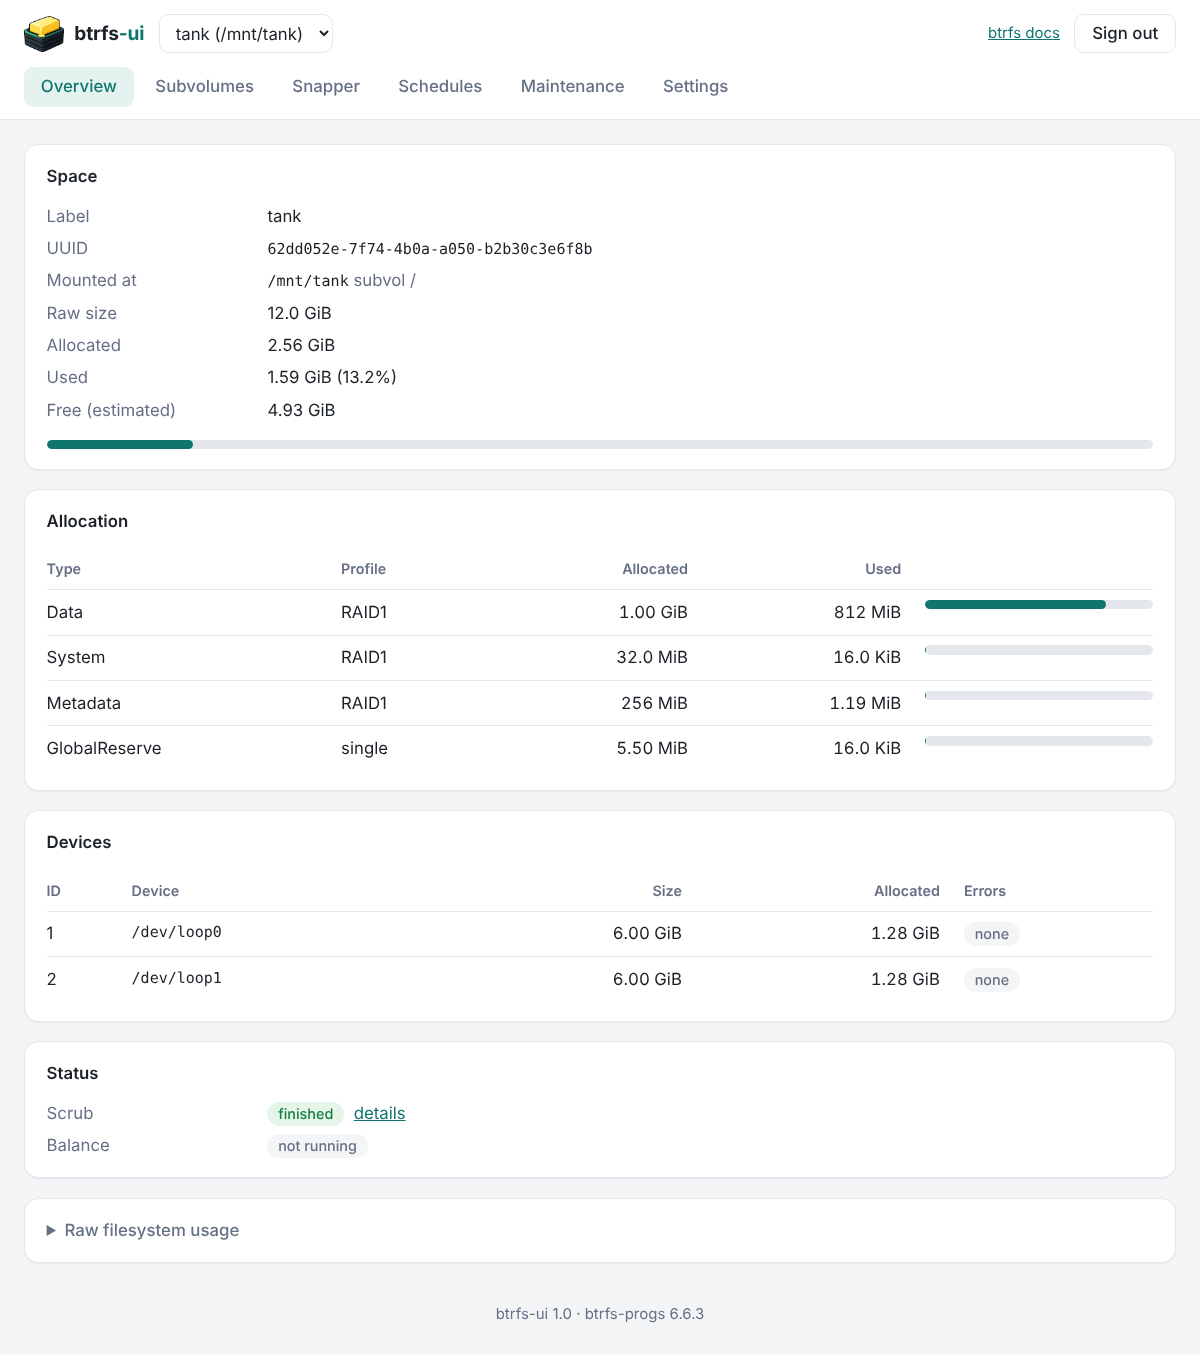 btrfs-ui tank (/mnt/tank) btrfs docs Sign out
Overview Subvolumes Snapper Schedules Maintenance Settings
Space
Label tank
UUID 62dd052e-7f74-4b0a-a050-b2b30c3e6f8b
Mounted at /mnt/tank subvol /
Raw size 12.0 GiB
Allocated 2.56 GiB
Used 1.59 GiB (13.2%)
Free (estimated) 4.93 GiB
Allocation
Type Profile Allocated Used
Data RAID1 1.00 GiB 812 MiB
System RAID1 32.0 MiB 16.0 KiB
Metadata RAID1 256 MiB 1.19 MiB
GlobalReserve single 5.50 MiB 16.0 KiB
Devices
ID Device Size Allocated Errors
1 /dev/loop0 6.00 GiB 1.28 GiB none
2 /dev/loop1 6.00 GiB 1.28 GiB none
Status
Scrub finished details
Balance not running
Raw filesystem usage
btrfs-ui 1.0 · btrfs-progs 6.6.3